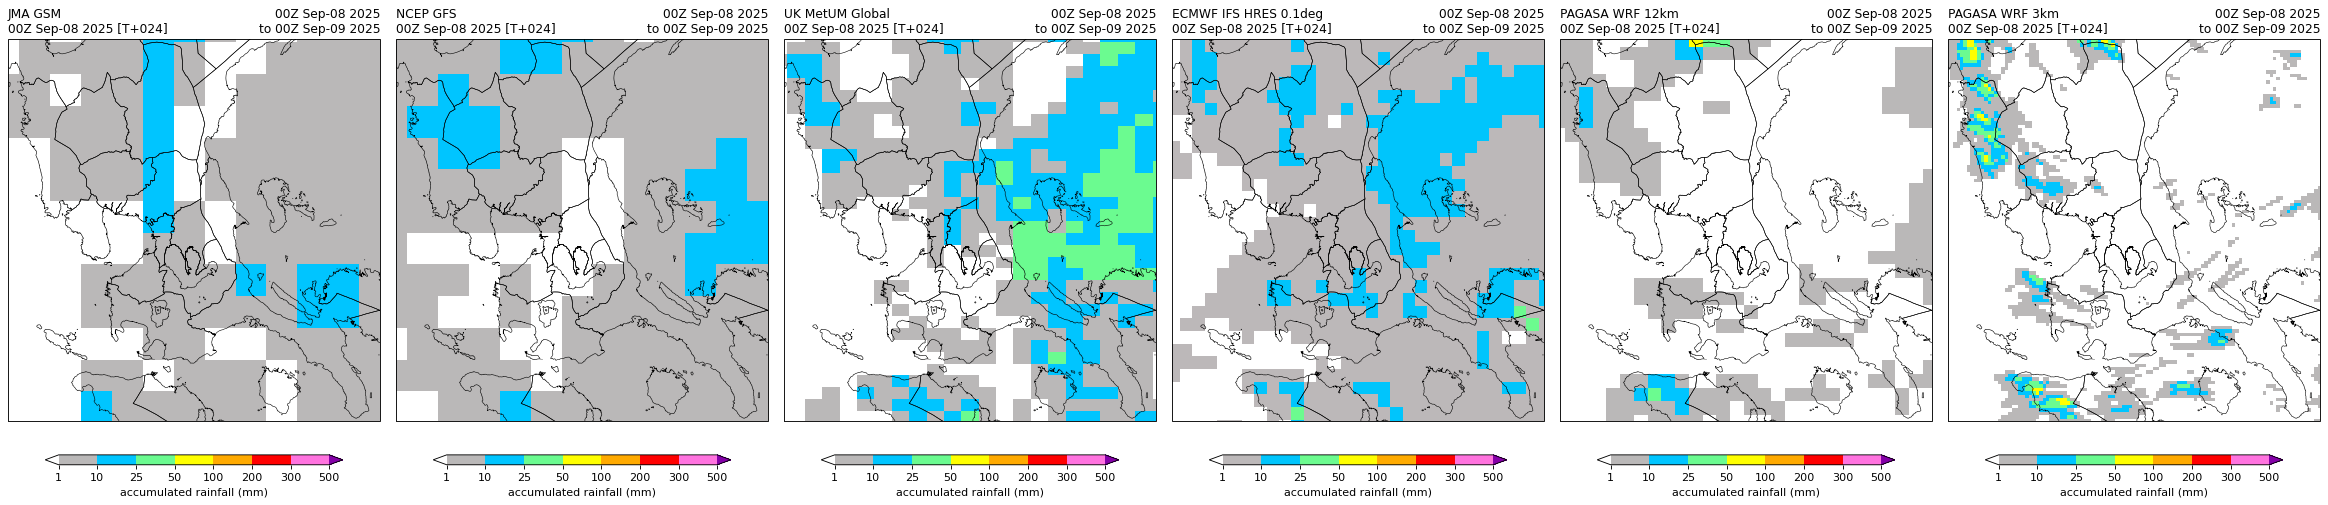 JMA GSM 00Z Sep-08 2025
00Z Sep-08 2025 [T+024] to 00Z Sep-09 2025
NCEP GFS 00Z Sep-08 2025
00Z Sep-08 2025 [T+024] to 00Z Sep-09 2025
UK MetUM Global 00Z Sep-08 2025
00Z Sep-08 2025 [T+024] to 00Z Sep-09 2025
ECMWF IFS HRES 0.1deg 00Z Sep-08 2025
00Z Sep-08 2025 [T+024] to 00Z Sep-09 2025
PAGASA WRF 12km 00Z Sep-08 2025
00Z Sep-08 2025 [T+024] to 00Z Sep-09 2025
PAGASA WRF 3km 00Z Sep-08 2025
00Z Sep-08 2025 [T+024] to 00Z Sep-09 2025
1 10 25 50 100 200 300 500
accumulated rainfall (mm)
1 10 25 50 100 200 300 500
accumulated rainfall (mm)
1 10 25 50 100 200 300 500
accumulated rainfall (mm)
1 10 25 50 100 200 300 500
accumulated rainfall (mm)
1 10 25 50 100 200 300 500
accumulated rainfall (mm)
1 10 25 50 100 200 300 500
accumulated rainfall (mm)